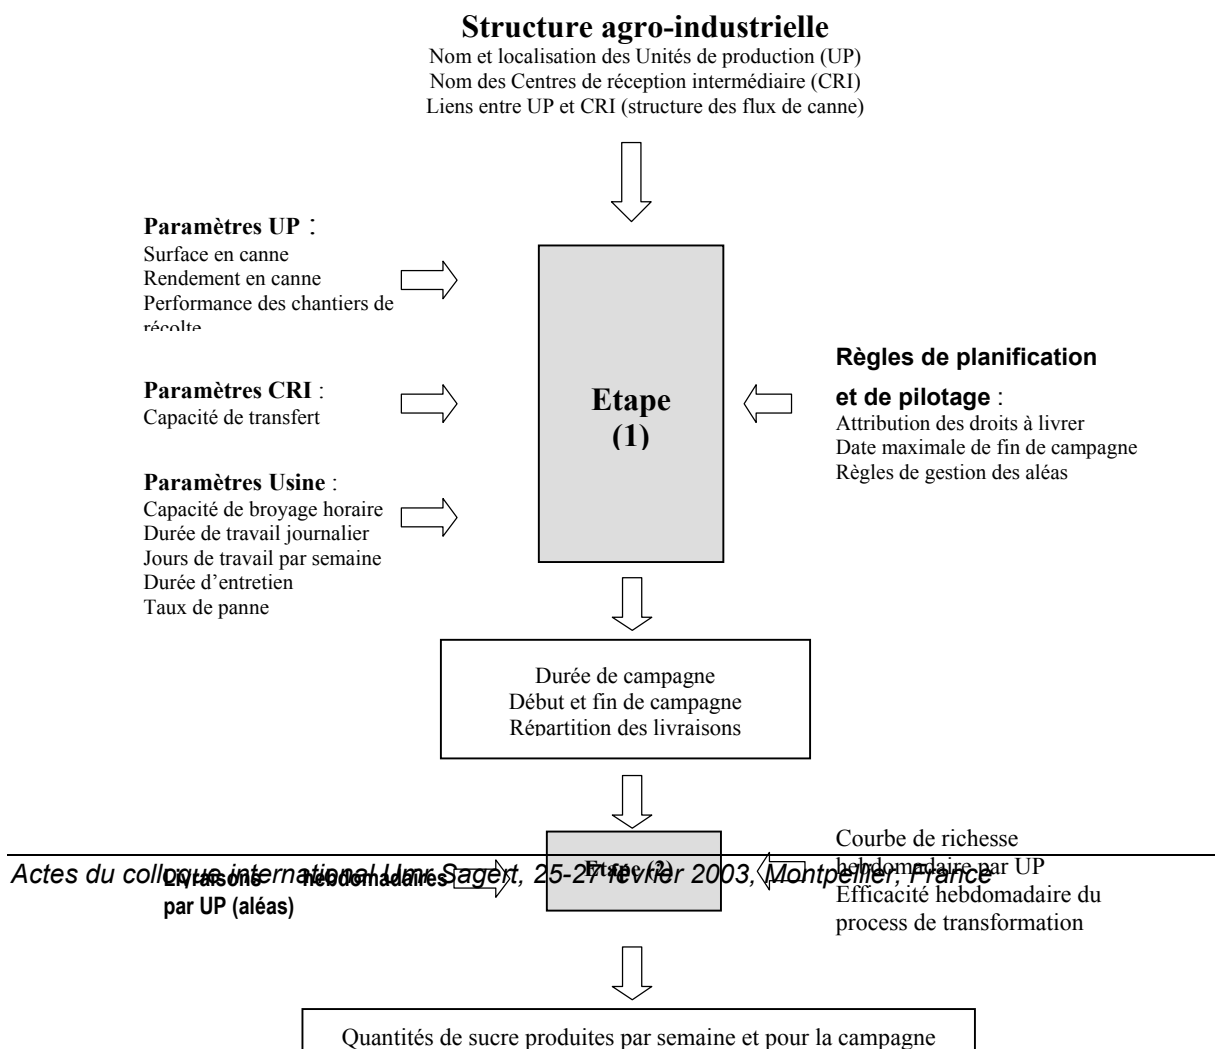 Structure agro-industrielle
Nom et localisation des Unités de production (UP)
Nom des Centres de réception intermédiaire (CRI)
Liens entre UP et CRI (structure des flux de canne)
Paramètres UP :
Surface en canne
Rendement en canne
Performance des chantiers de
récolte
Paramètres CRI :
Capacité de transfert
Paramètres Usine :
Capacité de broyage horaire
Durée de travail journalier
Jours de travail par semaine
Durée d’entretien
Taux de panne
Etape
(1)
Règles de planification
et de pilotage :
Attribution des droits à livrer
Date maximale de fin de campagne
Règles de gestion des aléas
Durée de campagne
Début et fin de campagne
Répartition des livraisons
Livraisons hebdomadaires
par UP (aléas)
Etape (2)
Courbe de richesse
hebdomadaire par UP
Efficacité hebdomadaire du
process de transformation
Actes du colloque international Umr Sagert, 25-27 février 2003, Montpellier, France
Quantités de sucre produites par semaine et pour la campagne